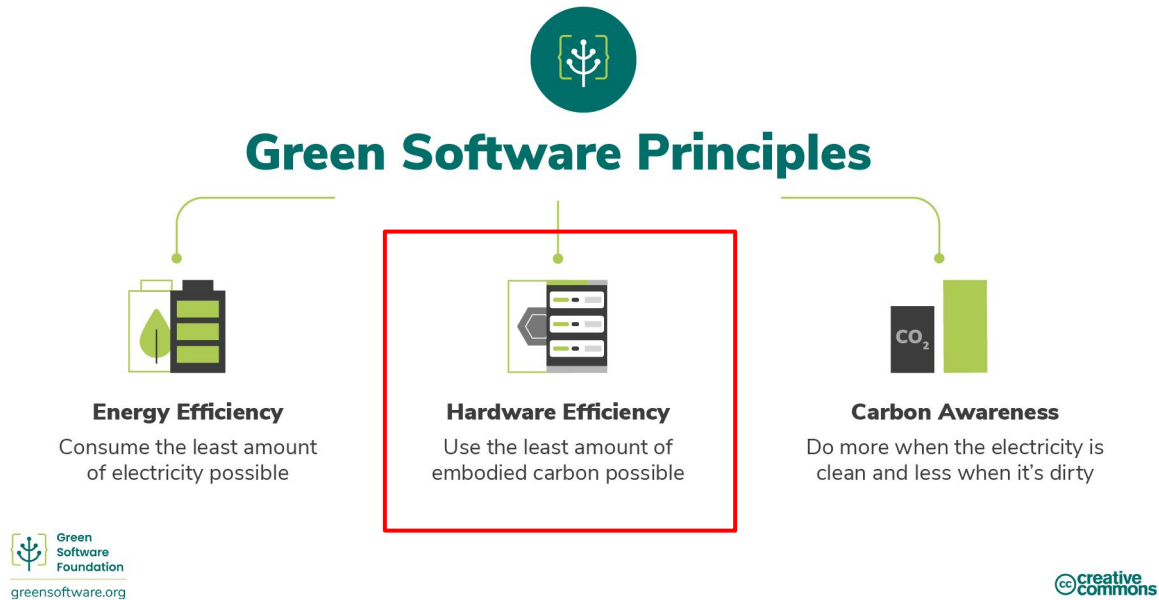 Green Software Principles
Energy Efficiency
Consume the least amount
of electricity possible
Hardware Efficiency
Use the least amount of
embodied carbon possible
CO2
Carbon Awareness
Do more when the electricity is
clean and less when it's dirty
Green
Software
Foundation
greensoftware.org
cc creative
commons